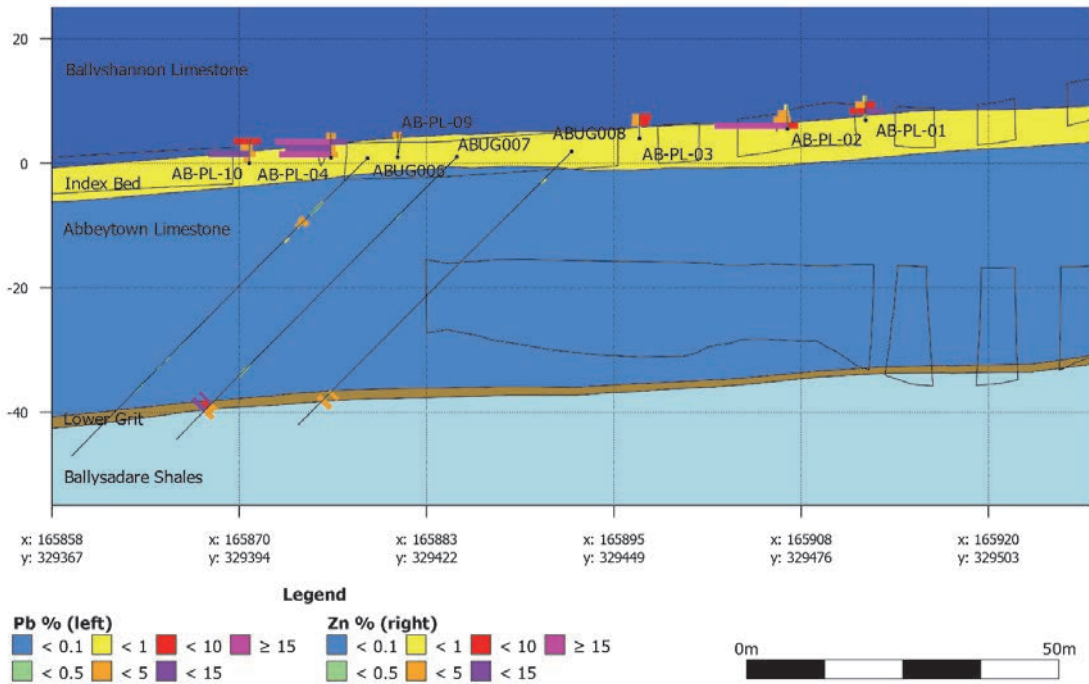 20
Ballyshannon Limestone
AB-PL-09
AB-PL-01
ABUG008
AB-PL-02
ABUG007
AB-PL-03
0
AB-PL-10
AB-PL-04
ABUG006
Index Bed
Abbeytown Limestone
-20
-40
Lower Grit
Ballysadare Shales
x: 165858 x: 165870 x: 165883 x: 165895 x: 165908 x: 165920
y: 329367 y: 329394 y: 329422 y: 329449 y: 329476 y: 329503
Legend
Pb % (left) Zn % (right)
< 0.1 < 1 < 10 ≥ 15 < 0.1 < 1 < 10 ≥ 15
< 0.5 < 5 < 15 < 0.5 < 5 < 15
0m 50m